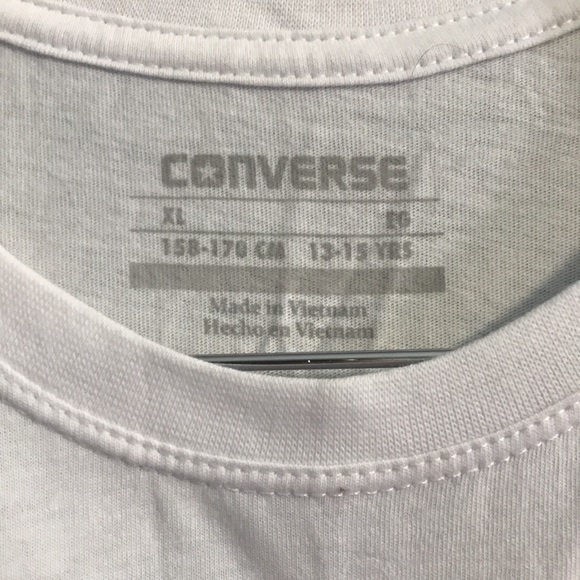 CONVERSE
XL EG
158-170 CM 13-15 YRS
Made in Vietnam
Hecho en Vietnam